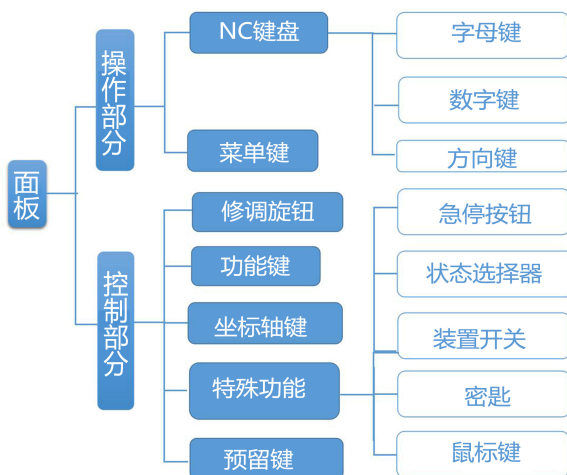 面板
操作部分
NC键盘
字母键
数字键
方向键
菜单键
控制部分
修调旋钮
功能键
坐标轴键
特殊功能
急停按钮
状态选择器
装置开关
密匙
鼠标键
预留键